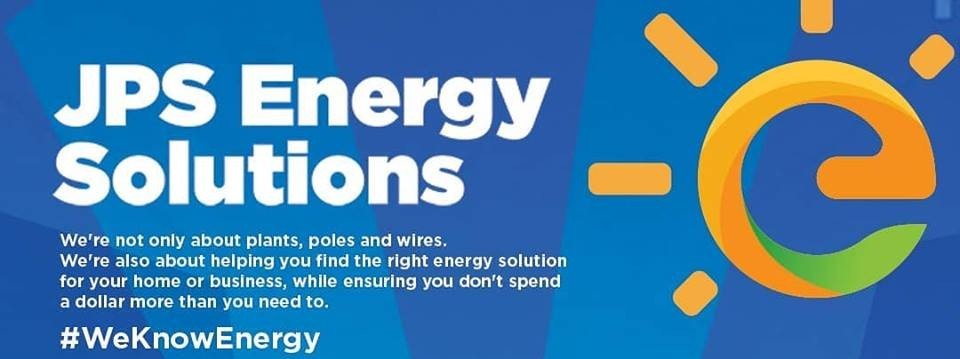 JPS Energy
Solutions
We're not only about plants, poles and wires.
We're also about helping you find the right energy solution
for your home or business, while ensuring you don't spend
a dollar more than you need to.
#WeKnowEnergy
e